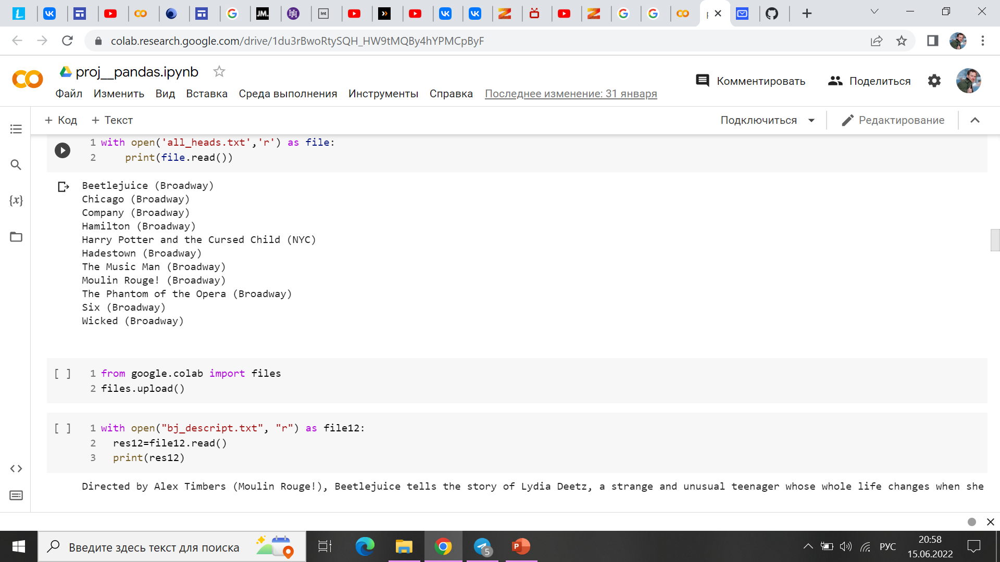 JM.
Int
VK
VK
VK
colab.research.google.com/drive/1du3rBwoRtySQH_HW9tMQBy4hYPMCpByF
proj__pandas.ipynb
Комментировать
Поделиться
Файл Изменить Вид Вставка Среда выполнения Инструменты Справка Последнее изменение: 31 января
+ Код + Текст
Подключиться
Редактирование
1 with open('all_heads.txt','r') as file:
2 print(file.read())
Beetlejuice (Broadway)
Chicago (Broadway)
Company (Broadway)
Hamilton (Broadway)
Harry Potter and the Cursed Child (NYC)
Hadestown (Broadway)
The Music Man (Broadway)
Moulin Rouge! (Broadway)
The Phantom of the Opera (Broadway)
Six (Broadway)
Wicked (Broadway)
{x}
[ ] 1 from google.colab import files
2 files.upload()
[ ] 1 with open("bj_descript.txt", "r") as file12:
2 res12=file12.read()
3 print(res12)
Directed by Alex Timbers (Moulin Rouge!), Beetlejuice tells the story of Lydia Deetz, a strange and unusual teenager whose whole life changes when she
Введите здесь текст для поиска
5
P
РУС
20:58
15.06.2022